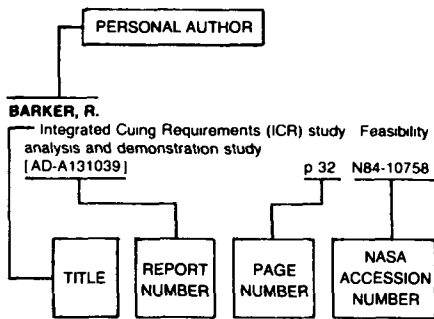 PERSONAL AUTHOR
BARKER, R.
Integrated Cuing Requirements (ICR) study Feasibility
analysis and demonstration study
[AD-A131039] p 32 N84-10758
TITLE
REPORT
NUMBER
PAGE
NUMBER
NASA
ACCESSION
NUMBER